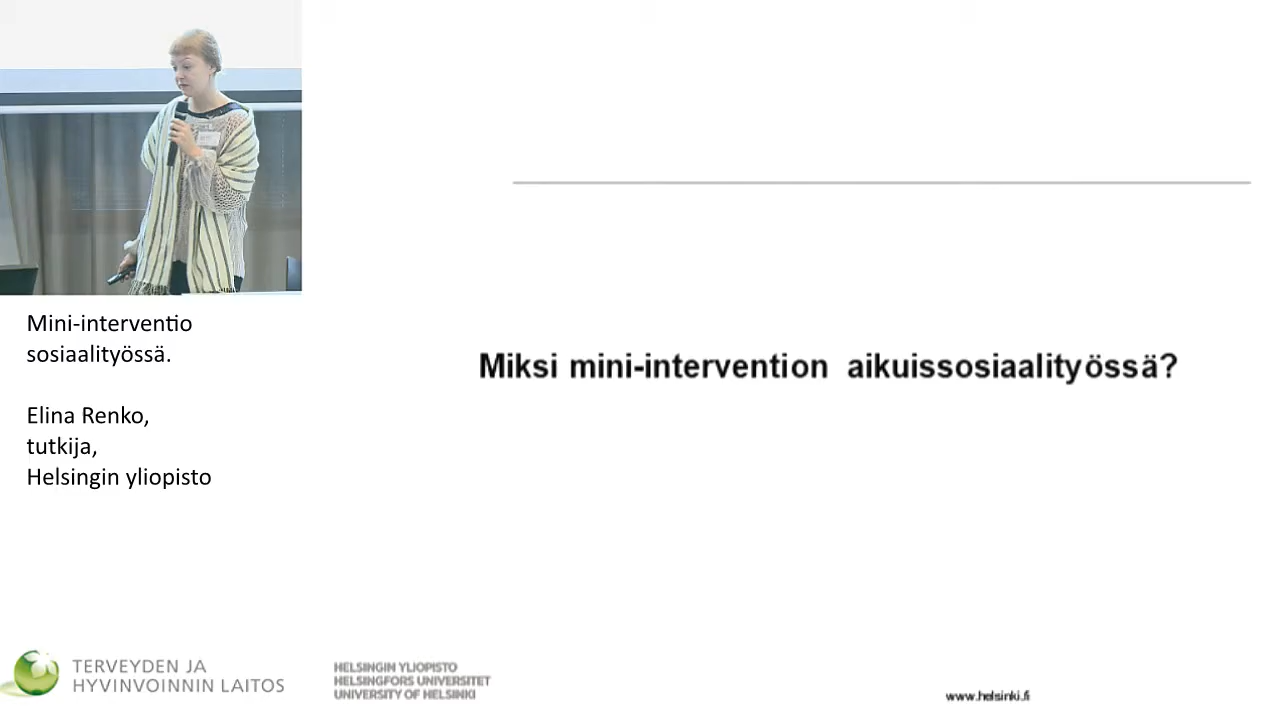 Mini-interventio
sosiaalityössä.
Elina Renko,
tutkija,
Helsingin yliopisto
Miksi mini-intervention aikuissosiaalityössä?
TERVEYDEN JA
HYVINVOINNIN LAITOS
HELSINGIN YLIOPISTO
HELSINGFORS UNIVERSITET
UNIVERSITY OF HELSINKI
www.helsinki.fi